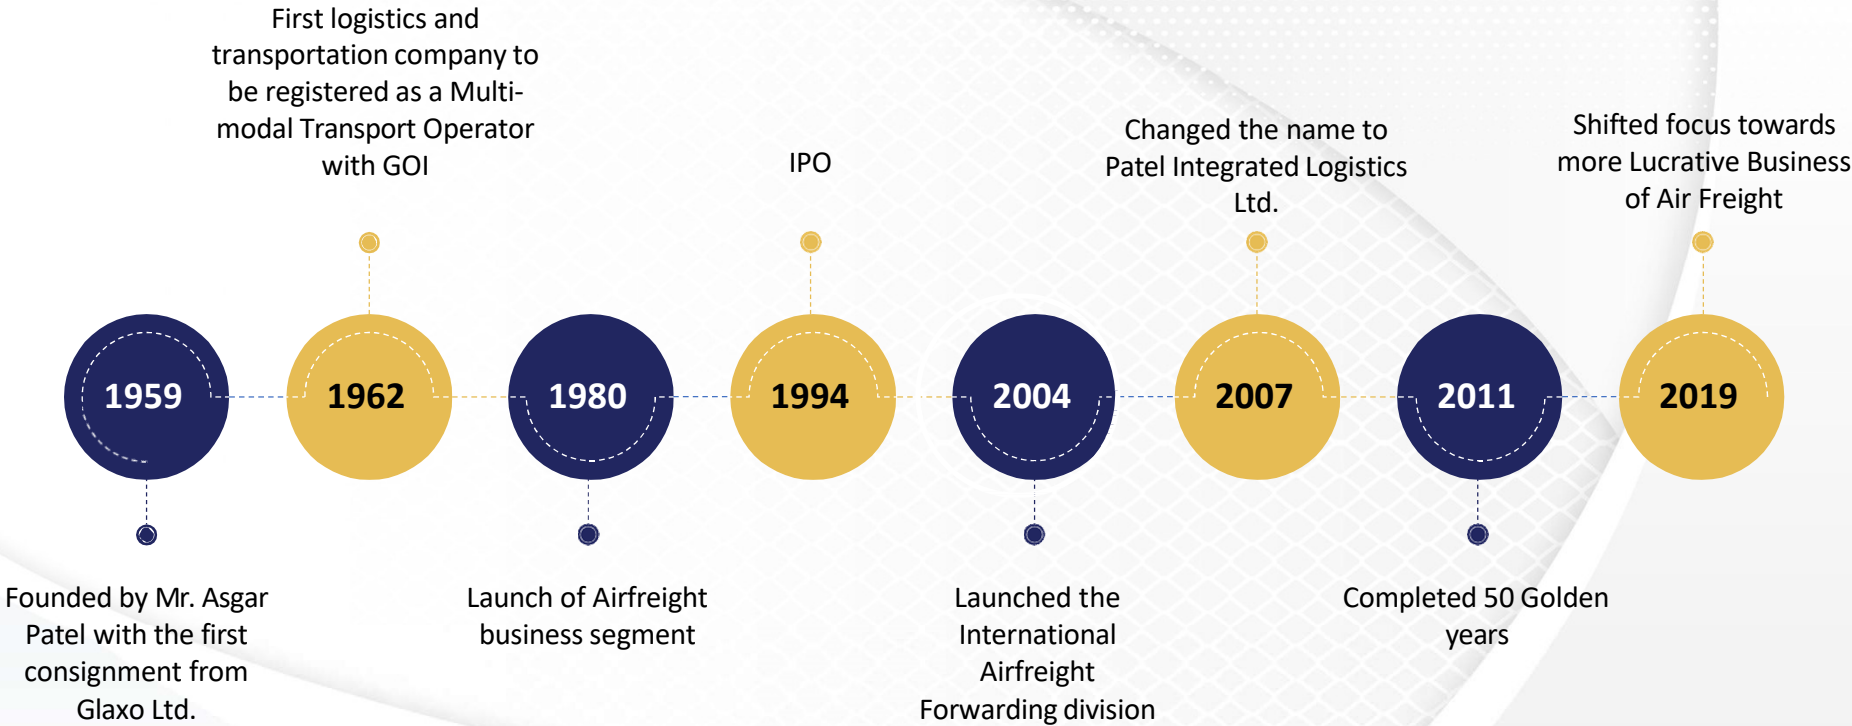 First logistics and
transportation company to
be registered as a Multi-
modal Transport Operator
with GOI
IPO
Changed the name to
Patel Integrated Logistics
Ltd.
Shifted focus towards
more Lucrative Business
of Air Freight
1959
1962
1980
1994
2004
2007
2011
2019
Founded by Mr. Asgar
Patel with the first
consignment from
Glaxo Ltd.
Launch of Airfreight
business segment
Launched the
International
Airfreight
Forwarding division
Completed 50 Golden
years